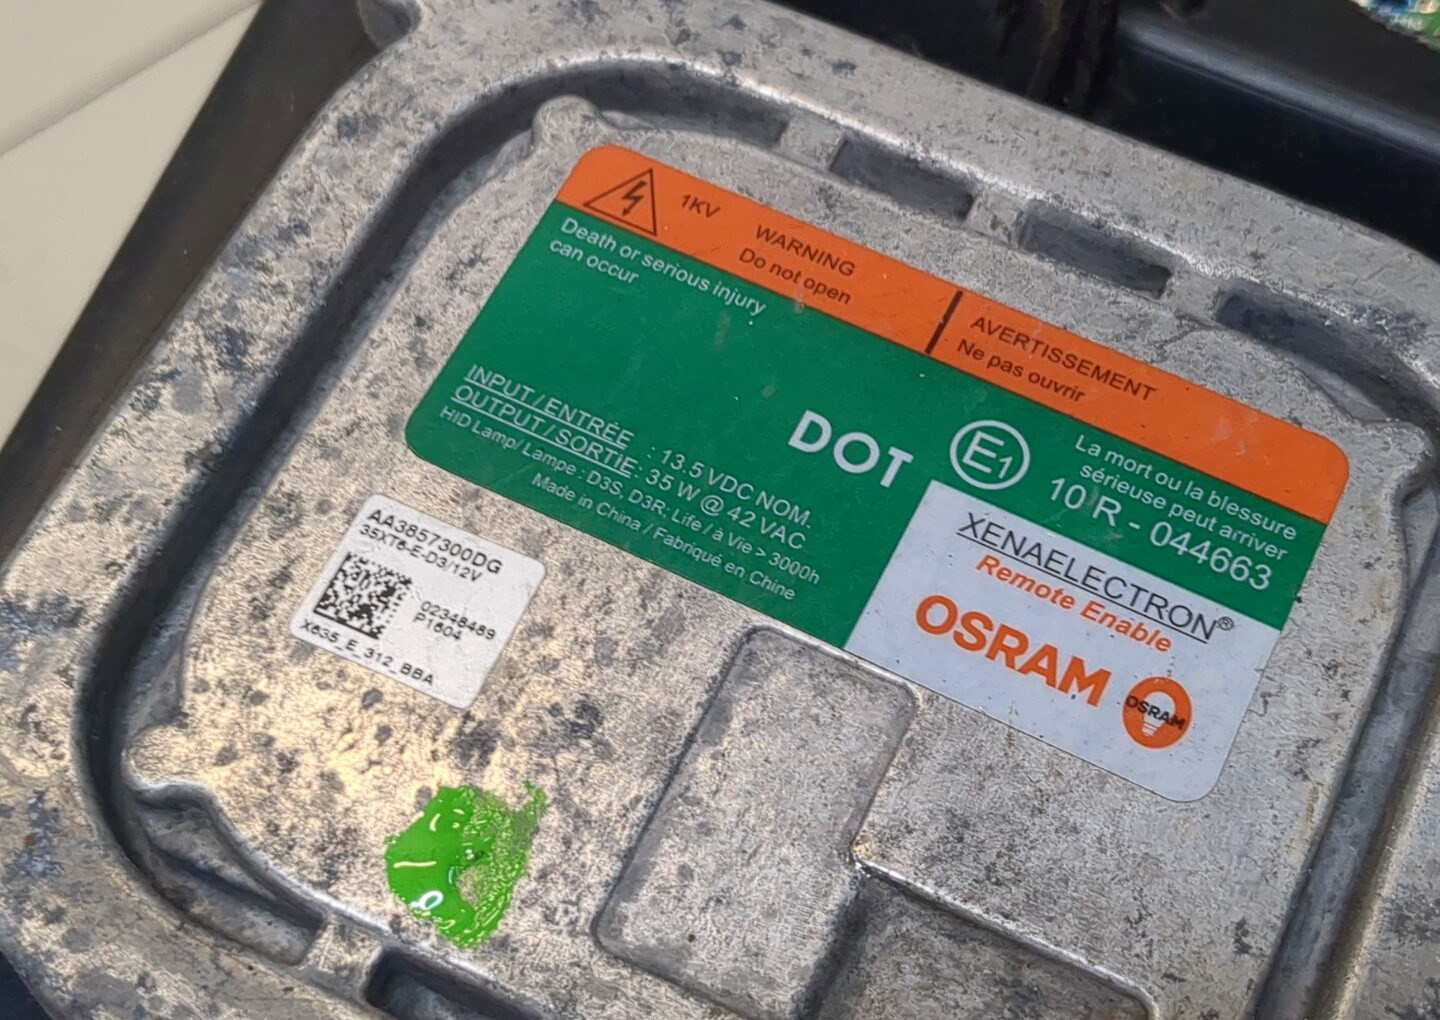 1KV
WARNING
Do not open
AVERTISSEMENT
Ne pas ouvrir
Death or serious injury
can occur
La mort ou la blessure
sérieuse peut arriver
DOT
E1
10 R - 044663
INPUT / ENTRÉE : 13.5 VDC NOM.
OUTPUT / SORTIE: 35 W @ 42 VAC
HID Lamp/ Lampe : D3S, D3R: Life / à Vie > 3000h
Made in China / Fabriqué en Chine
XENAELECTRON®
Remote Enable
OSRAM
OSRAM
AA3857300DG
35XT6-E-D3/12V
02348489
P1604
X635_E_312_BBA